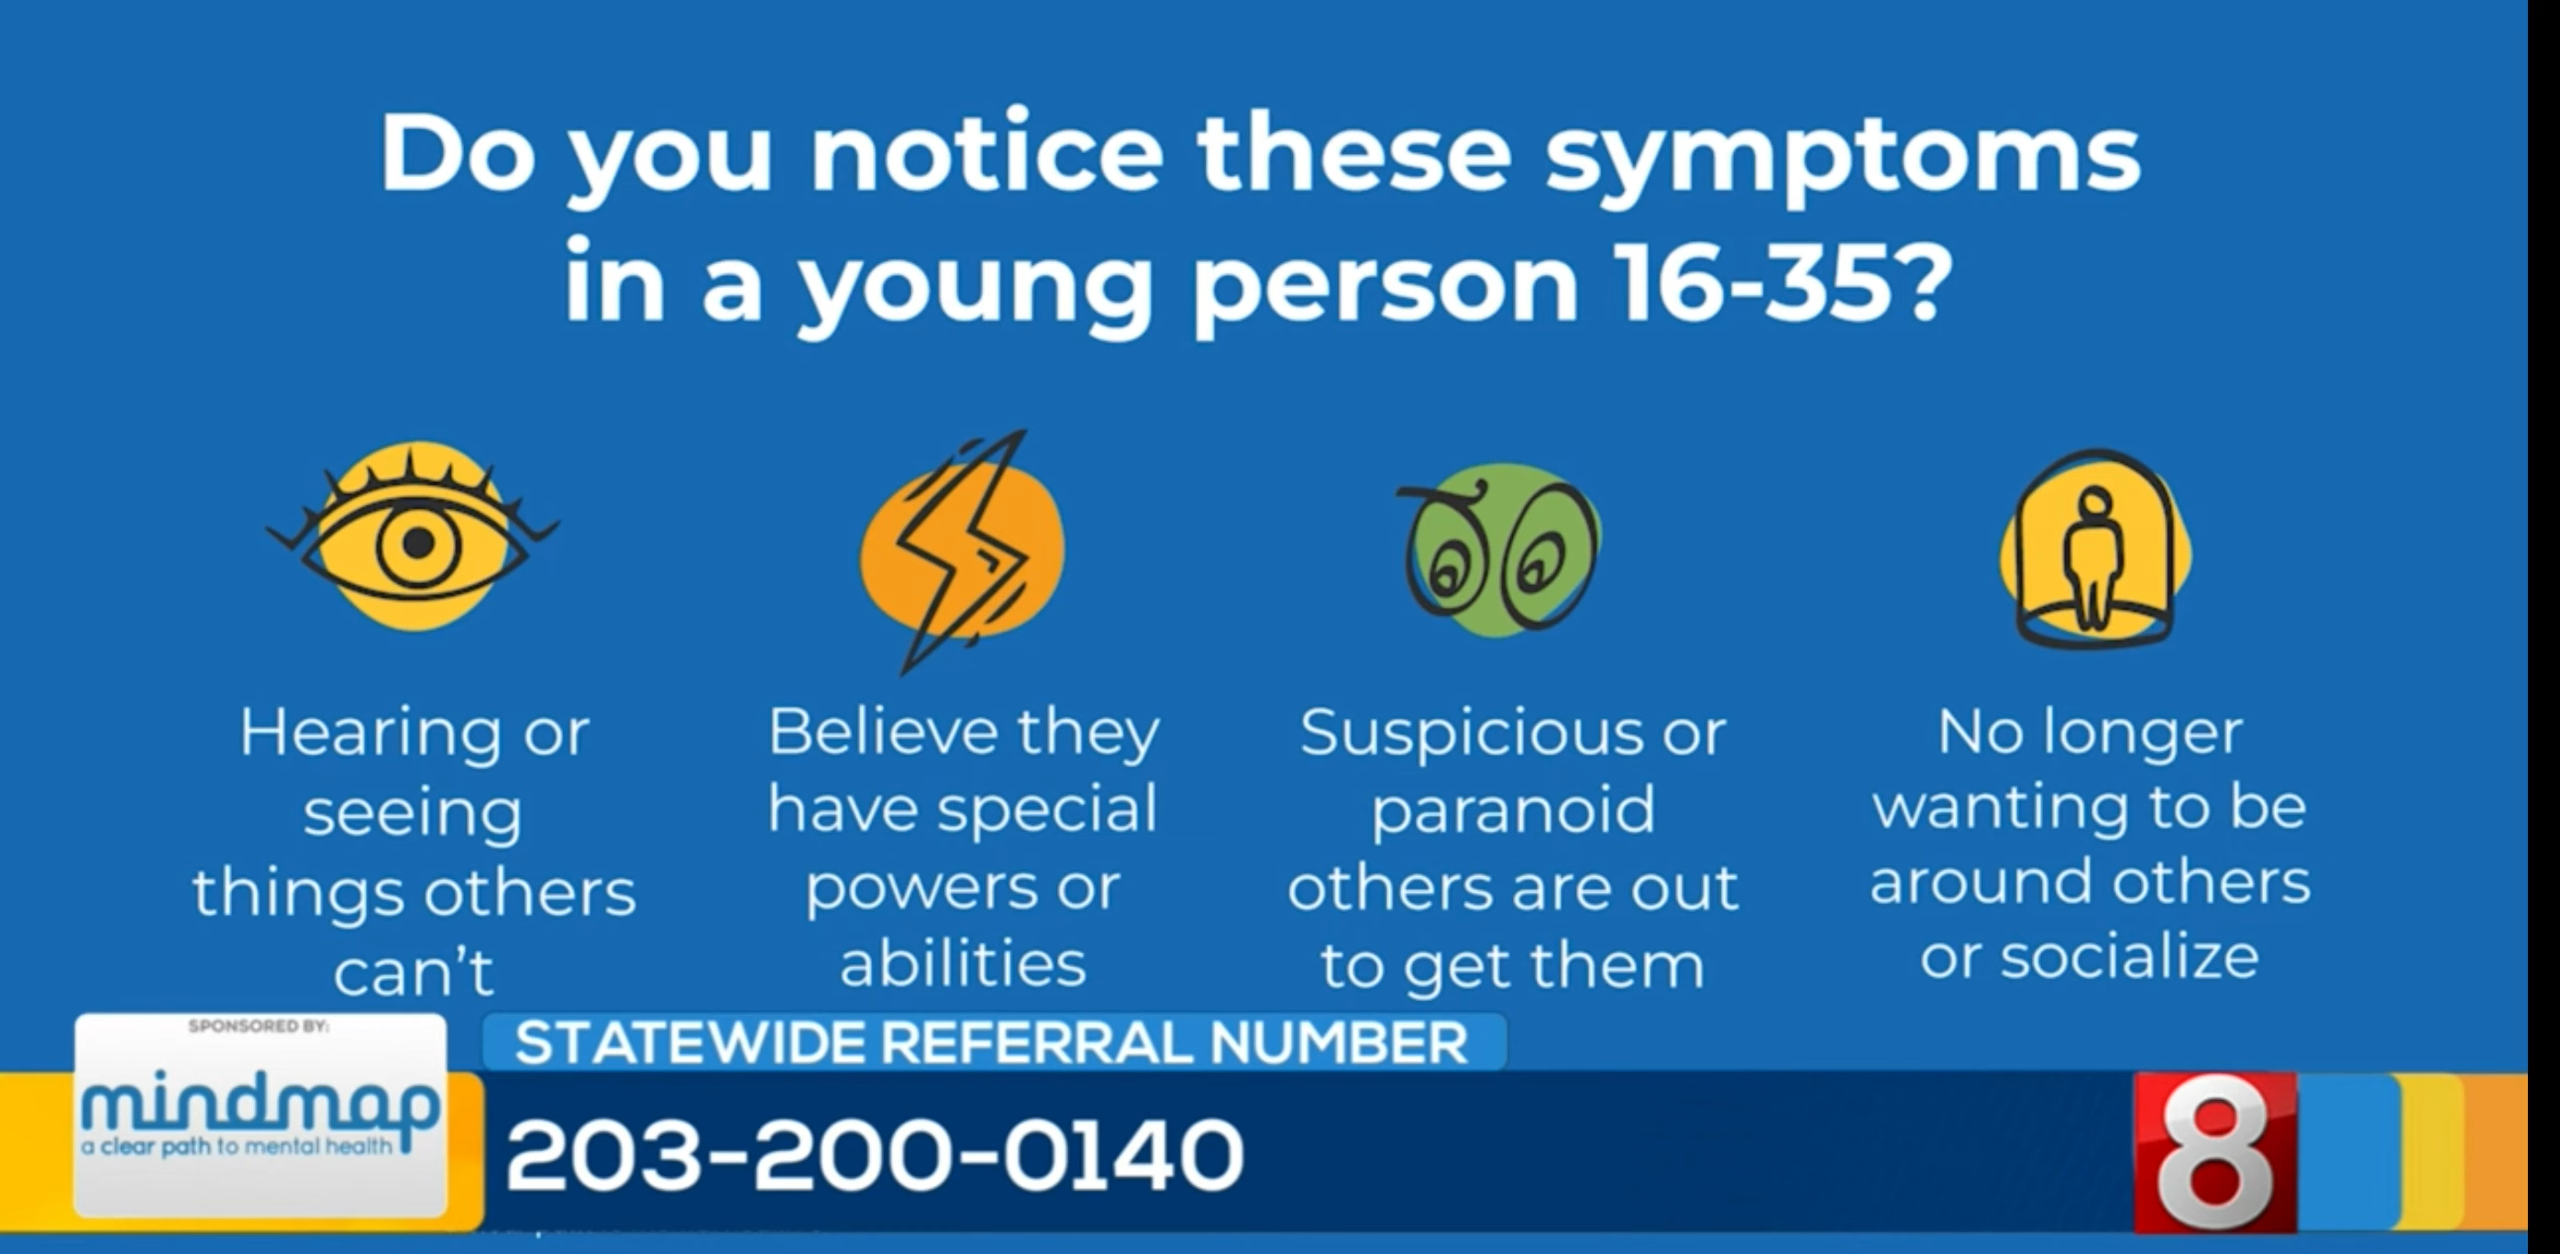 Do you notice these symptoms
in a young person 16-35?
Hearing or
seeing
things others
can't
Believe they
have special
powers or
abilities
Suspicious or
paranoid
others are out
to get them
No longer
wanting to be
around others
or socialize
SPONSORED BY:
mindmap
a clear path to mental health
STATEWIDE REFERRAL NUMBER
203-200-0140
8